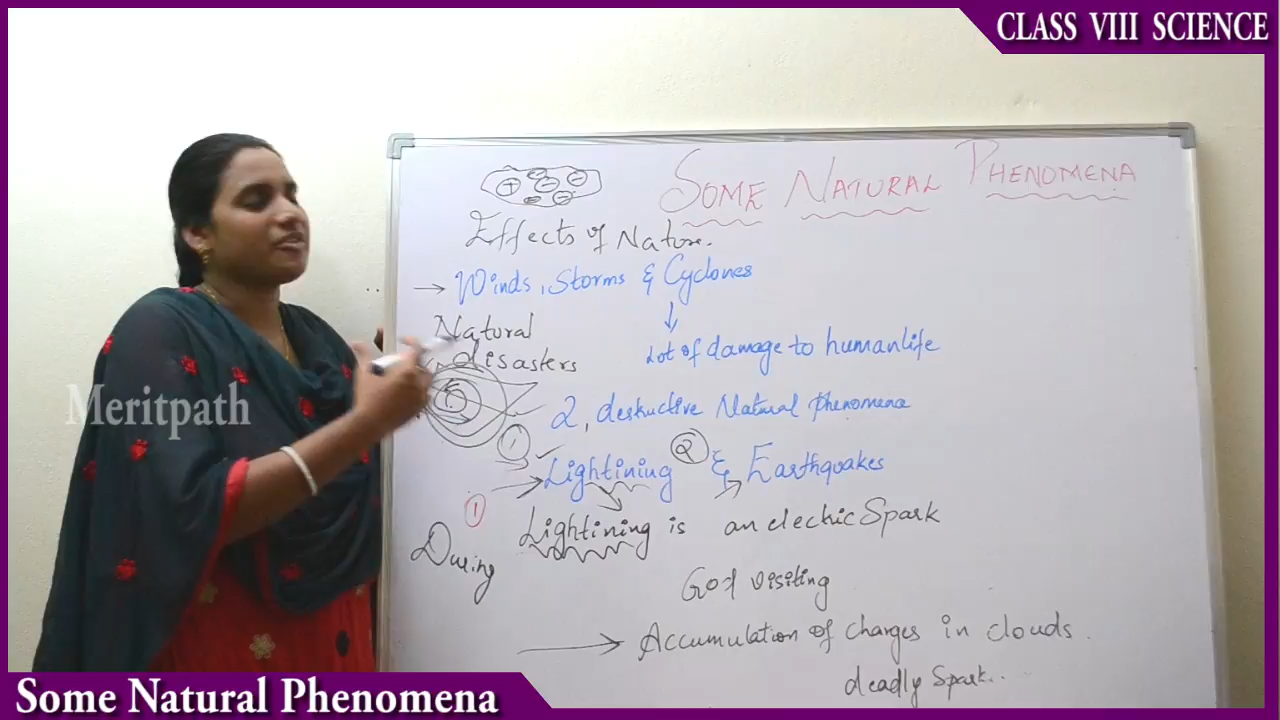 CLASS VIII SCIENCE
SOME NATURAL PHENOMENA
Effects of Nature.
→ Winds, Storms & Cyclones
Natural
disasters
Lot of damage to humanlife
2, destructive Natural phenomena
1
2
→ Lightining & Earthquakes
1
Lightining is an electric Spark
During
God visiting
→ Accumulation of charges in clouds.
deadly Spark..
Meritpath
Some Natural Phenomena